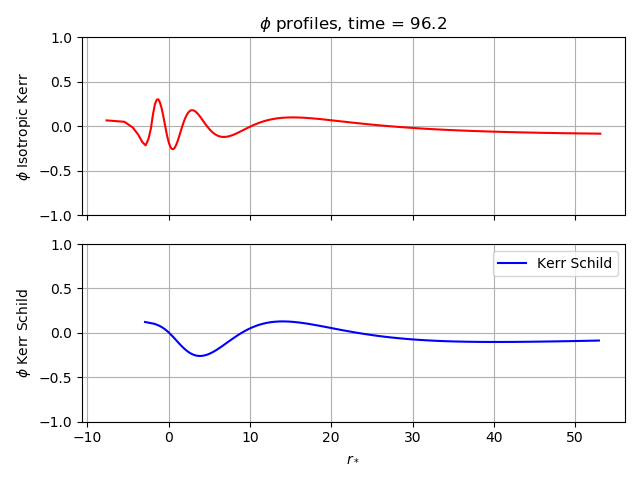 ϕ profiles, time = 96.2
ϕ Isotropic Kerr
1.0
0.5
0.0
−0.5
−1.0
ϕ Kerr Schild
1.0
0.5
0.0
−0.5
−1.0
Kerr Schild
−10 0 10 20 30 40 50
r*